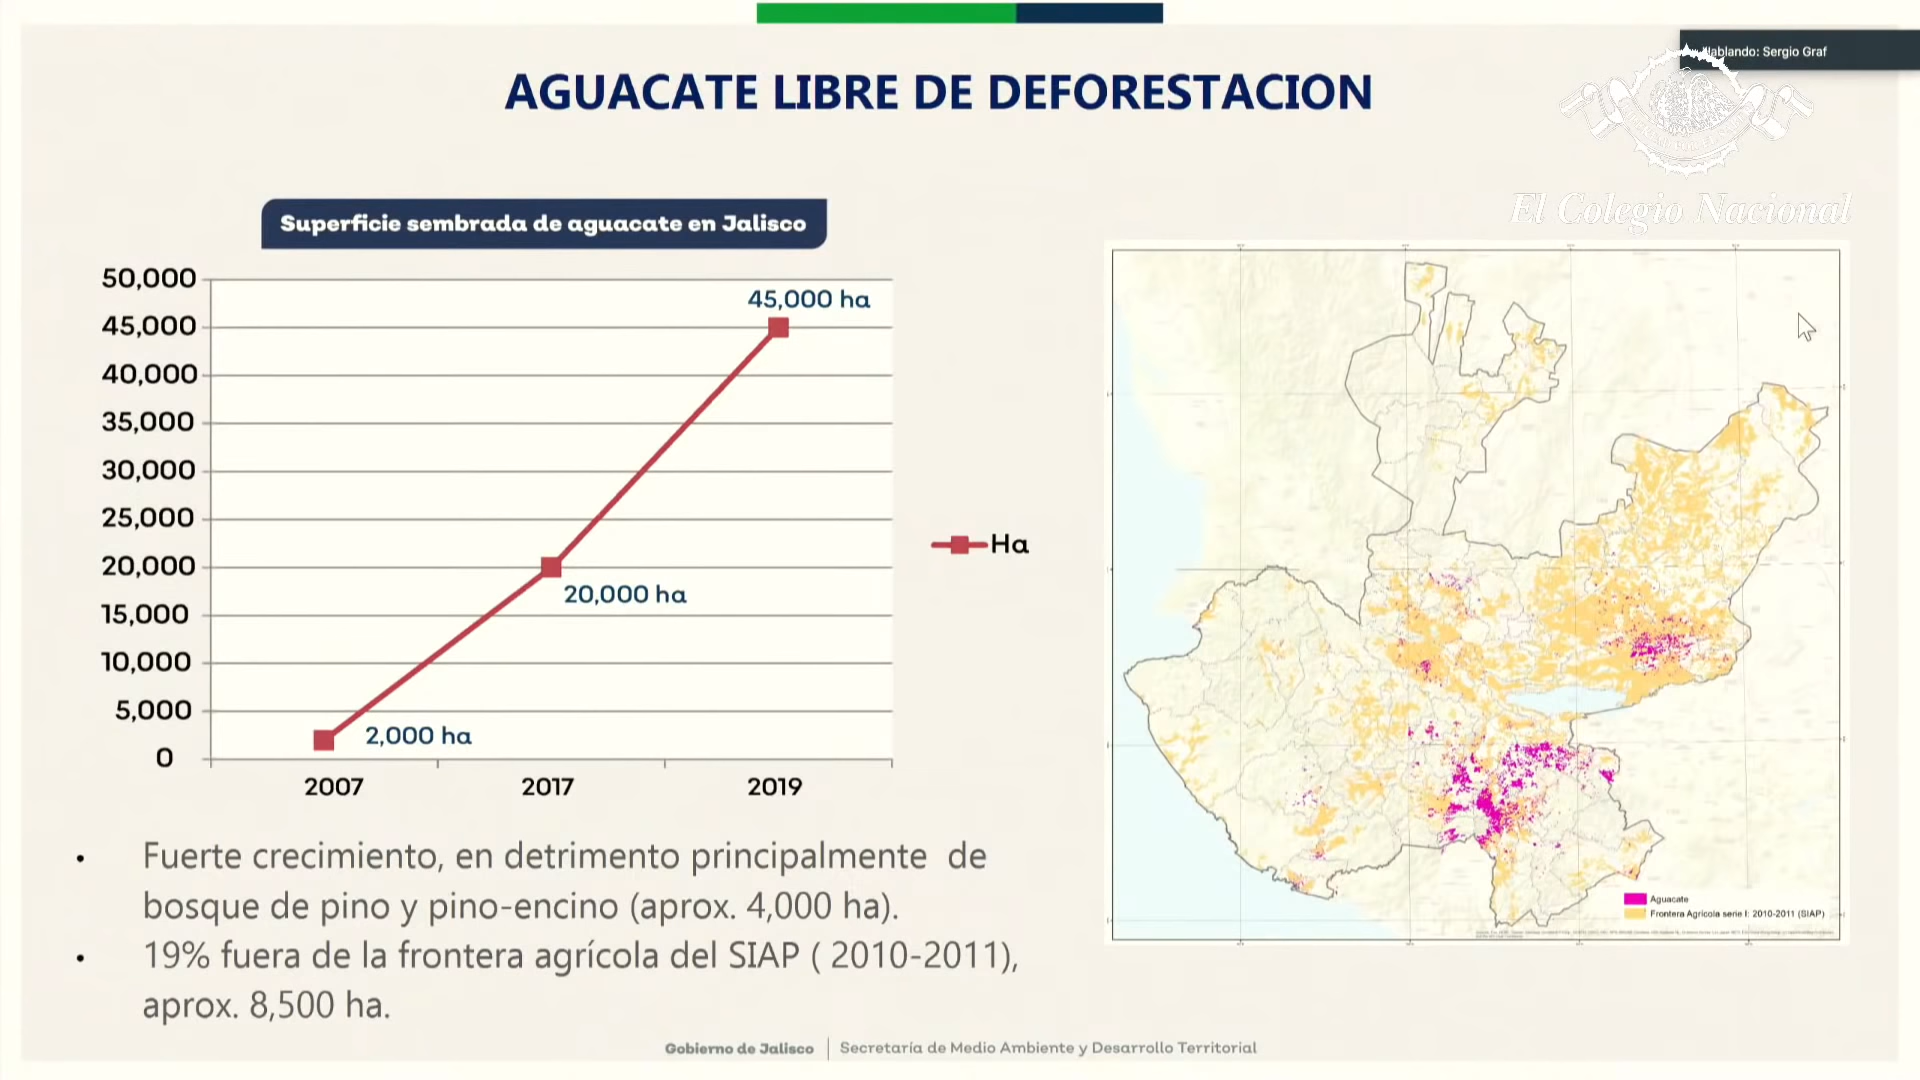 Hablando: Sergio Graf
AGUACATE LIBRE DE DEFORESTACION
El Colegio Nacional
Superficie sembrada de aguacate en Jalisco
50,000
45,000
40,000
35,000
30,000
25,000
20,000
15,000
10,000
5,000
0
45,000 ha
20,000 ha
2,000 ha
2007
2017
2019
Ha
Aguacate
Frontera Agrícola serie I: 2010-2011 (SIAP)
• Fuerte crecimiento, en detrimento principalmente de
bosque de pino y pino-encino (aprox. 4,000 ha).
• 19% fuera de la frontera agrícola del SIAP ( 2010-2011),
aprox. 8,500 ha.
Gobierno de Jalisco | Secretaría de Medio Ambiente y Desarrollo Territorial